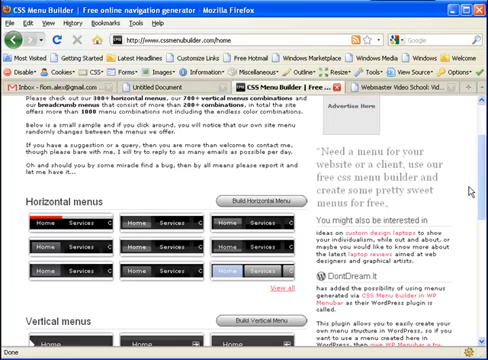 CSS Menu Builder | Free online navigation generator - Mozilla Firefox
File Edit View History Bookmarks Tools Help
http://www.cssmenubuilder.com/home
Google
Most Visited Getting Started Latest Headlines Customize Links Free Hotmail Windows Marketplace Windows Media Windows
Disable Cookies CSS Forms Images Information Miscellaneous Outline Resize Tools View Source Options
Inbox - flom.alex@gmail.com Untitled Document CSS Menu Builder | Free ... Webmaster Video School: Vid...
Please check out our 300+ horizontal menus, our 700+ vertical menus combinations and
our breadcrumb menus that consist of more than 200+ combinations, in total the site
offers more than 1000 menu combinations not including the endless color combinations.
Below is a small sample and if you click around, you will notice that our own site menu
randomly changes between the menus we offer.
If you have a suggestion or a query, then you are more than welcome to contact me,
though please bare with me, I will try to reply to as many emails as possible per day.
Oh and should you by some miracle find a bug, then by all means please report it and
let me have it...
Advertise Here
"Need a menu for your
website or a client, use our
free css menu builder and
create some pretty sweet
menus for free.
You might also be interested in
ideas on custom design laptops to show
your individualism, while out and about, or
maybe you would like to know more about
the latest laptop reviews aimed at web
designers and graphical artists.
DontDream.It
has added the possibility of using menus
generated via CSS Menu Builder in WP
Menubar as their WordPress plugin is
called.
This plugin allows you to easily create your
own menu structure in WordPress, so if you
want to use a menu created here in
WordPress, then give WP Menubar a try.
Horizontal menus
Build Horizontal Menu
Home Services C Home Services C Home Services C
Home Services C Home Services C Home Services C
Home Services C Home Services C Home Services C
View all
Vertical menus
Build Vertical Menu
Home Home Home
Done